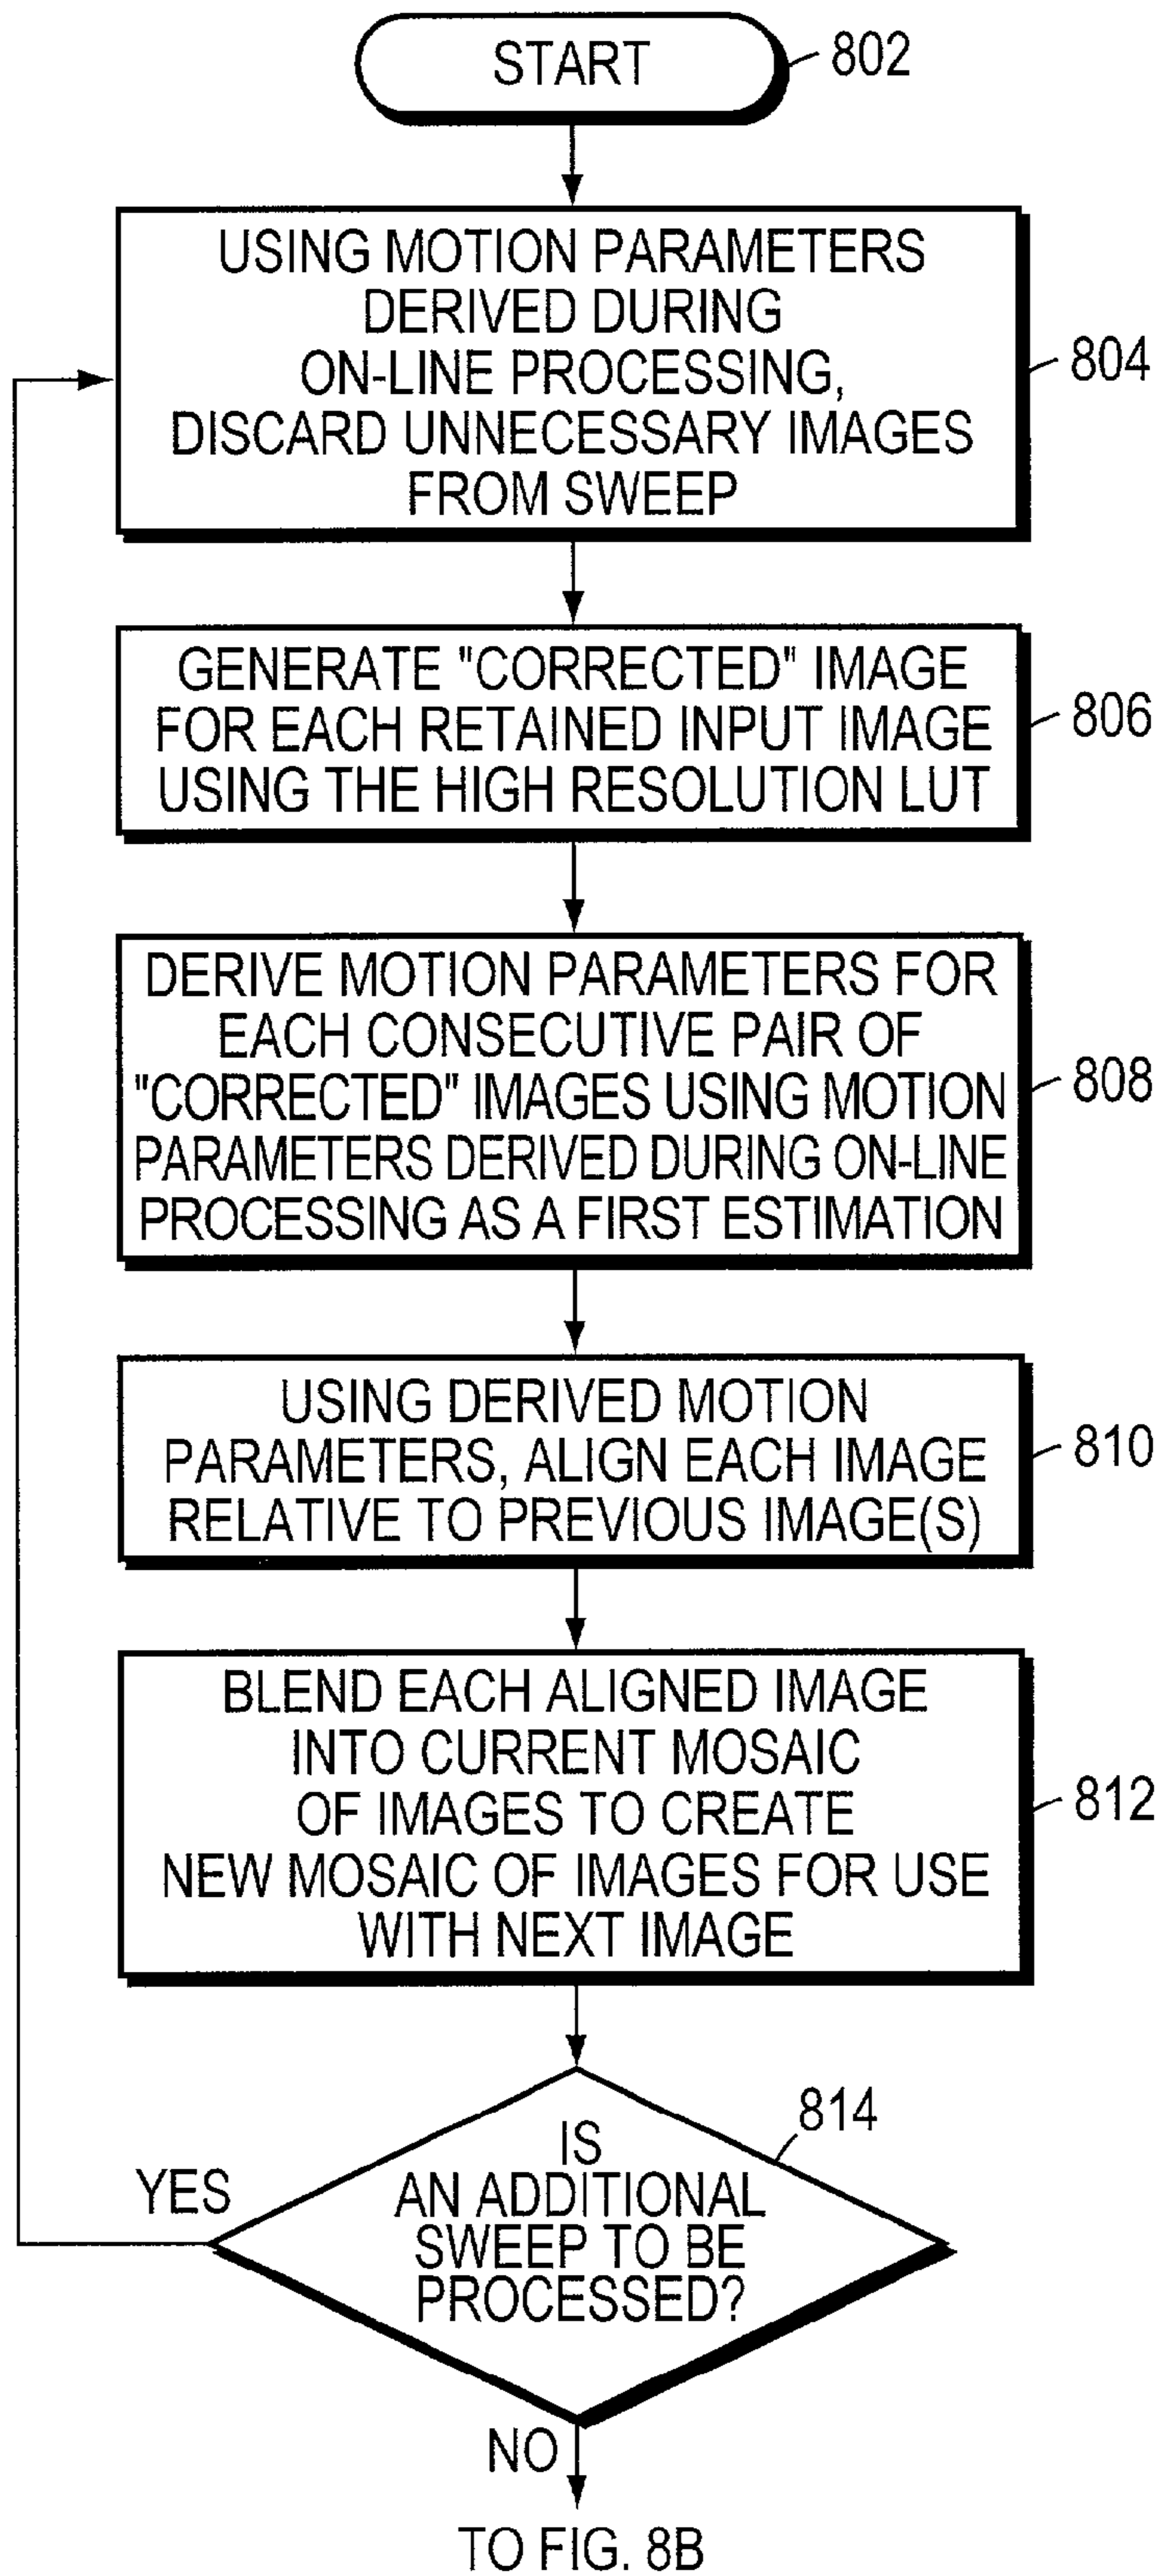 START
802
USING MOTION PARAMETERS
DERIVED DURING
ON-LINE PROCESSING,
DISCARD UNNECESSARY IMAGES
FROM SWEEP
804
GENERATE "CORRECTED" IMAGE
FOR EACH RETAINED INPUT IMAGE
USING THE HIGH RESOLUTION LUT
806
DERIVE MOTION PARAMETERS FOR
EACH CONSECUTIVE PAIR OF
"CORRECTED" IMAGES USING MOTION
PARAMETERS DERIVED DURING ON-LINE
PROCESSING AS A FIRST ESTIMATION
808
USING DERIVED MOTION
PARAMETERS, ALIGN EACH IMAGE
RELATIVE TO PREVIOUS IMAGE(S)
810
BLEND EACH ALIGNED IMAGE
INTO CURRENT MOSAIC
OF IMAGES TO CREATE
NEW MOSAIC OF IMAGES FOR USE
WITH NEXT IMAGE
812
814
IS
AN ADDITIONAL
SWEEP TO BE
PROCESSED?
YES
NO
TO FIG. 8B